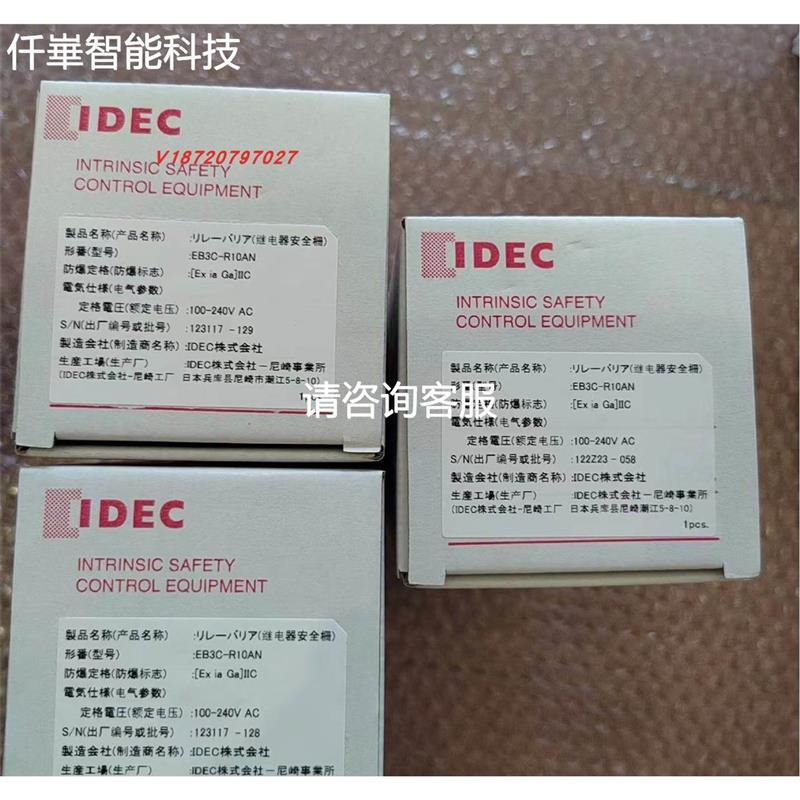 仟崋智能科技
IDEC
V18720797027
INTRINSIC SAFETY
CONTROL EQUIPMENT
製品名称(产品名称) :リレーバリア(继电器安全栅)
形番(型号) :EB3C-R10AN
防爆定格(防爆标志) :[Ex ia Ga]IIC
電気仕様(电气参数)
定格電圧(额定电压) :100-240V AC
S/N(出厂编号或批号) :123117 -129
製造会社(制造商名称) :IDEC株式会社
生産工場(生产厂) :IDEC株式会社-尼崎事業所
(IDEC株式会社-尼崎工厂 日本兵库县尼崎市潮江5-8-10)
IDEC
INTRINSIC SAFETY
CONTROL EQUIPMENT
製品名称(产品名称) :リレーバリア(继电器安全栅)
形番(型号) :EB3C-R10AN
防爆定格(防爆标志) :[Ex ia Ga]IIC
電気仕様(电气参数)
定格電圧(额定电压) :100-240V AC
S/N(出厂编号或批号) :122Z23 -058
製造会社(制造商名称) :IDEC株式会社
生産工場(生产厂) :IDEC株式会社-尼崎事業所
(IDEC株式会社-尼崎工厂 日本兵库县尼崎潮江5-8-10)
1pcs.
请咨询客服
IDEC
INTRINSIC SAFETY
CONTROL EQUIPMENT
製品名称(产品名称) :リレーバリア(继电器安全栅)
形番(型号) :EB3C-R10AN
防爆定格(防爆标志) :[Ex ia Ga]IIC
電気仕様(电气参数)
定格電圧(额定电压) :100-240V AC
S/N(出厂编号或批号) :123117 -128
製造会社(制造商名称) :IDEC株式会社
生産工場(生产厂) :IDEC株式会社-尼崎事業所